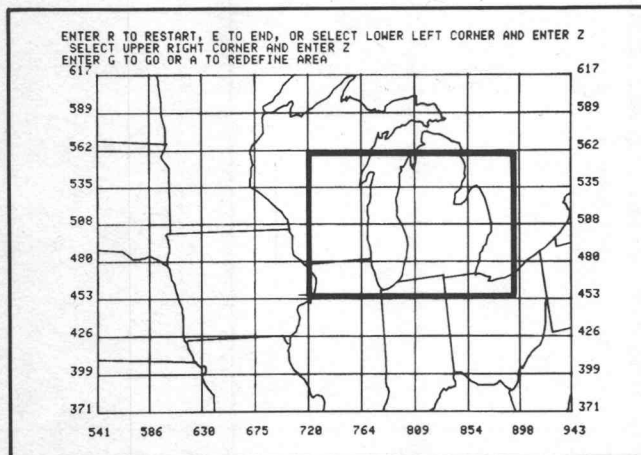 ENTER R TO RESTART, E TO END, OR SELECT LOWER LEFT CORNER AND ENTER Z
SELECT UPPER RIGHT CORNER AND ENTER Z
ENTER G TO GO OR A TO REDEFINE AREA
617 617
589 589
562 562
535 535
508 508
480 480
453 453
426 426
399 399
371 371
541 586 630 675 720 764 809 854 898 943